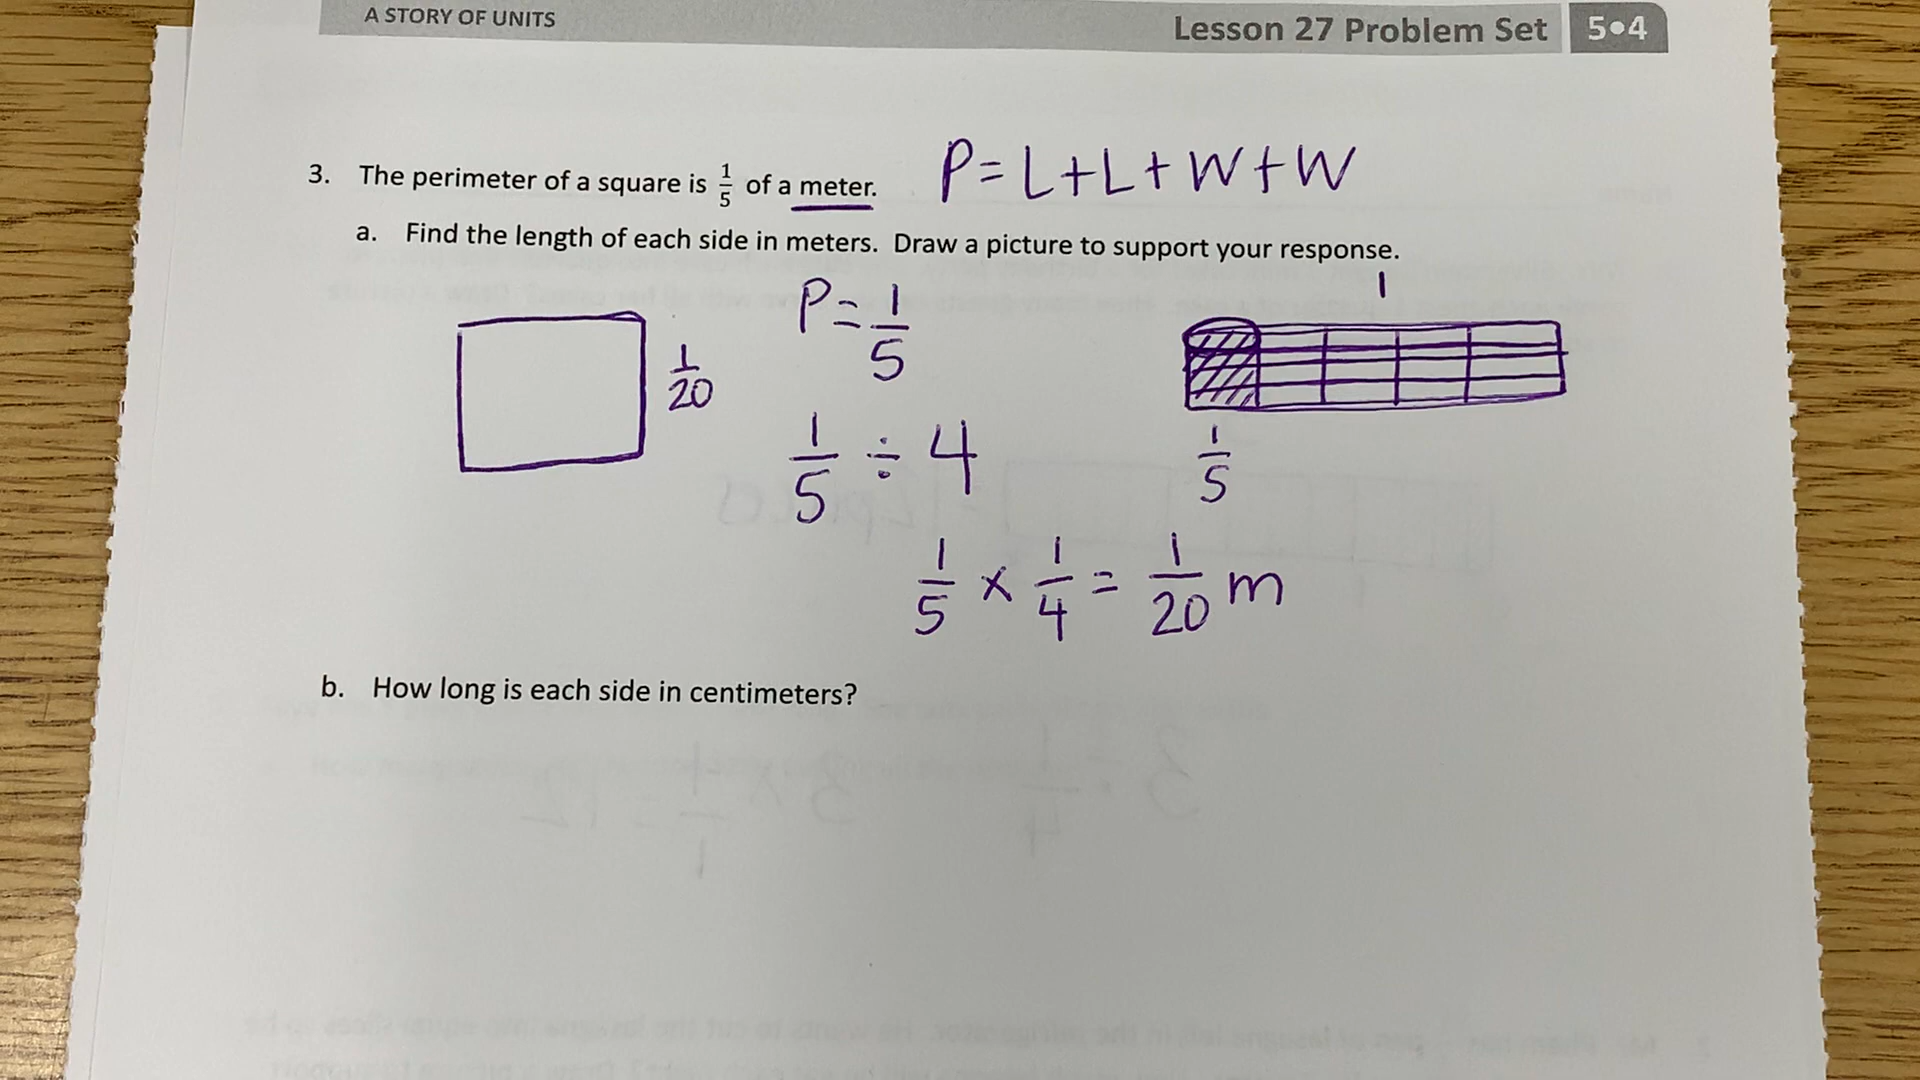 A STORY OF UNITS
Lesson 27 Problem Set 5•4
3. The perimeter of a square is 1/5 of a meter.
P = L + L + W + W
a. Find the length of each side in meters. Draw a picture to support your response.
P = 1/5
1
1/20
1/5 ÷ 4
1/5
1/5 × 1/4 = 1/20 m
b. How long is each side in centimeters?